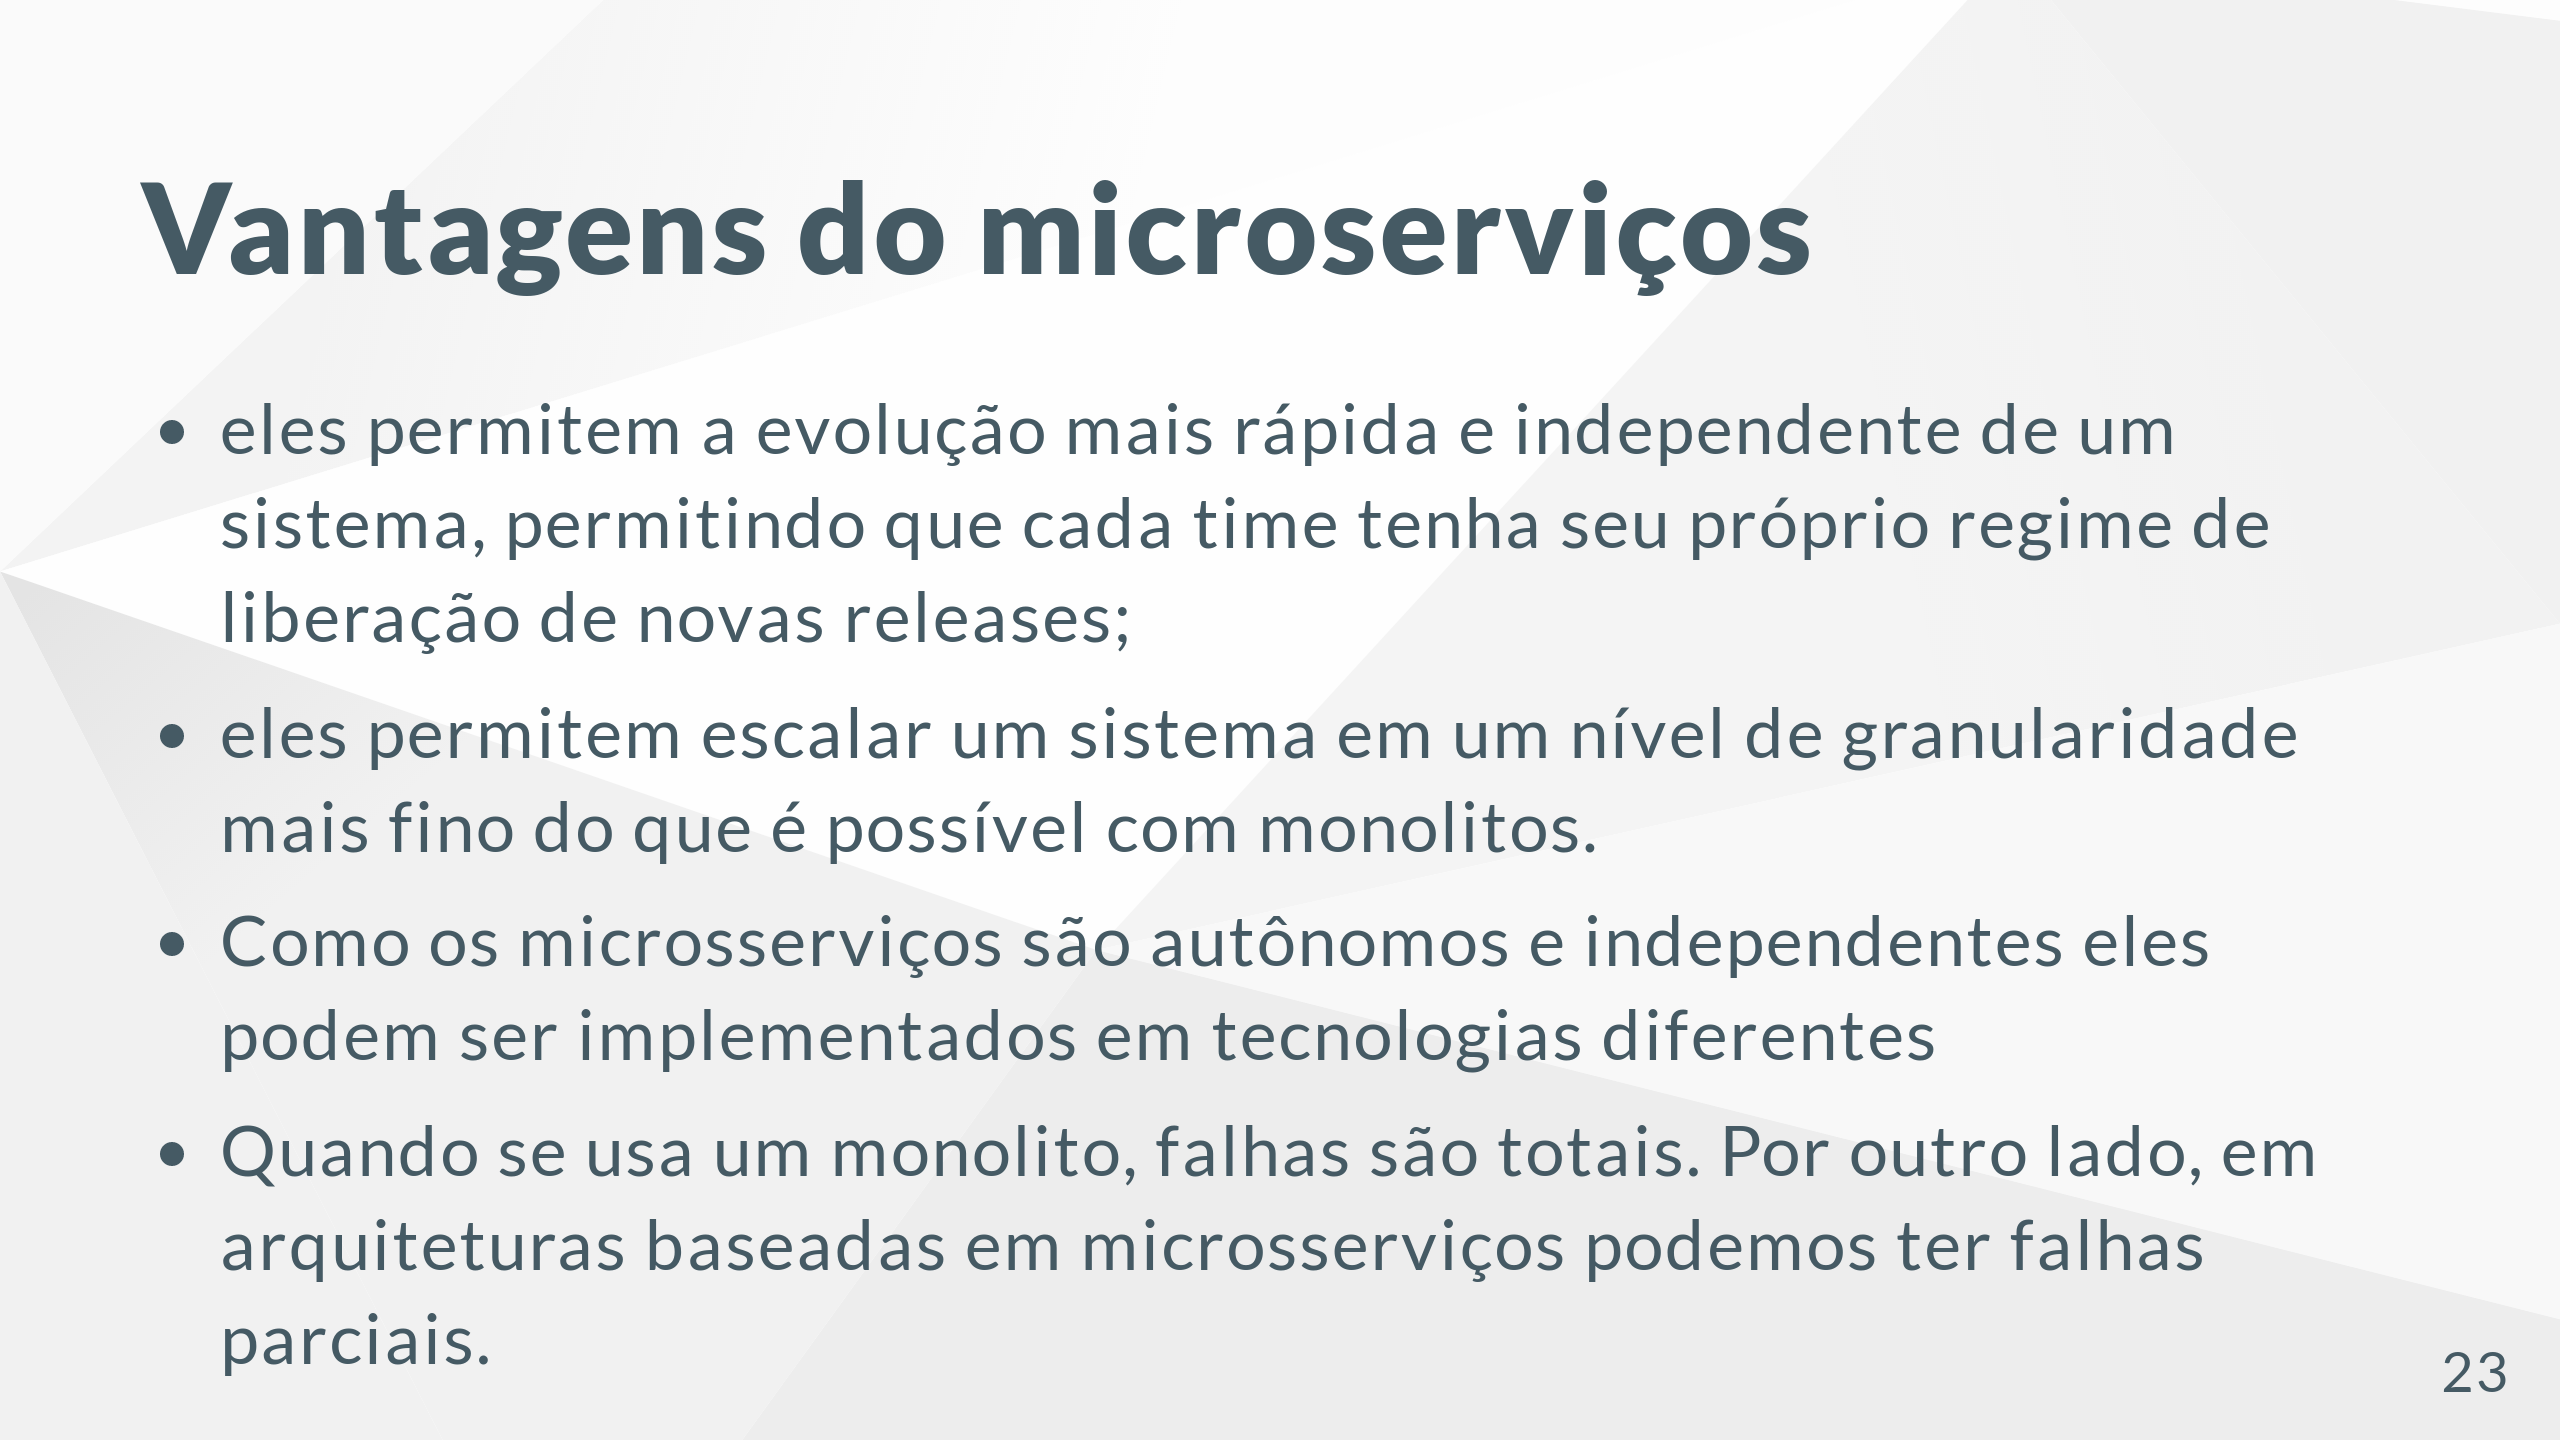 Vantagens do microserviços
• eles permitem a evolução mais rápida e independente de um
sistema, permitindo que cada time tenha seu próprio regime de
liberação de novas releases;
• eles permitem escalar um sistema em um nível de granularidade
mais fino do que é possível com monolitos.
• Como os microsserviços são autônomos e independentes eles
podem ser implementados em tecnologias diferentes
• Quando se usa um monolito, falhas são totais. Por outro lado, em
arquiteturas baseadas em microsserviços podemos ter falhas
parciais.
23